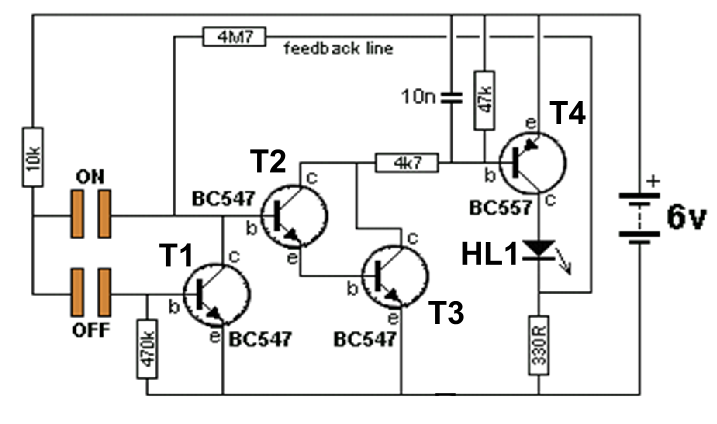 4M7
feedback line
10n
47k
T4
e
10k
ON
T2
c
4k7
b
BC547
BC557
c
+
6v
b
e
c
HL1
T1
c
b
T3
OFF
b
e
e
470k
BC547
BC547
330R